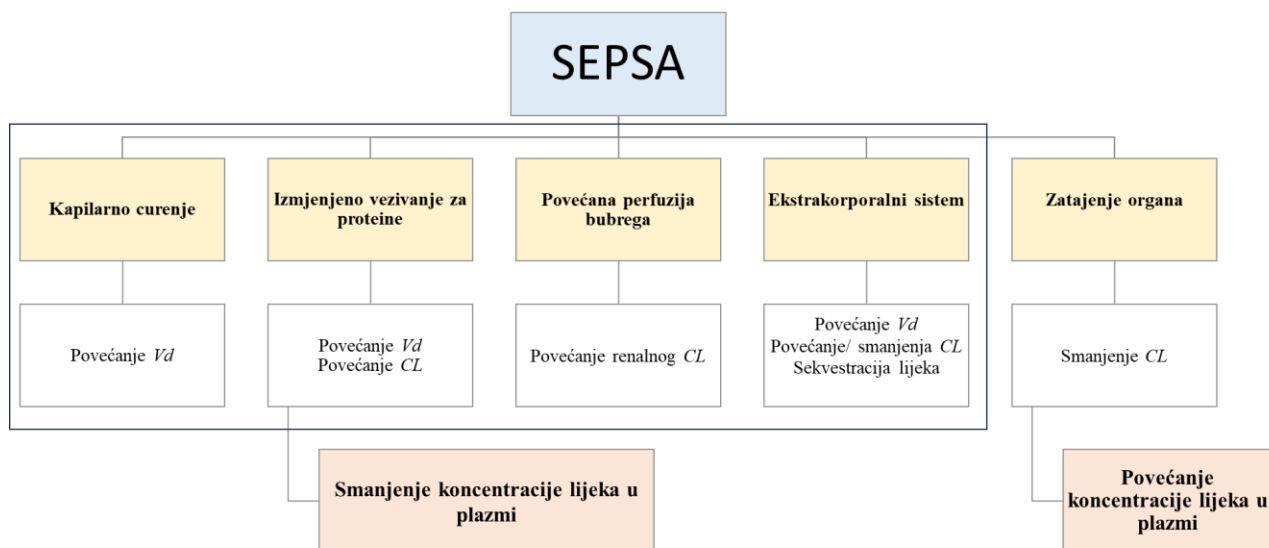 SEPSA
Kapilarno curenje
Izmjenjeno vezivanje za
proteine
Povećana perfuzija
bubrega
Ekstrakorporalni sistem
Zatajenje organa
Povećanje Vd
Povećanje Vd
Povećanje CL
Povećanje renalnog CL
Povećanje Vd
Povećanje/ smanjenja CL
Sekvestracija lijeka
Smanjenje CL
Smanjenje koncentracije lijeka u
plazmi
Povećanje
koncentracije lijeka u
plazmi